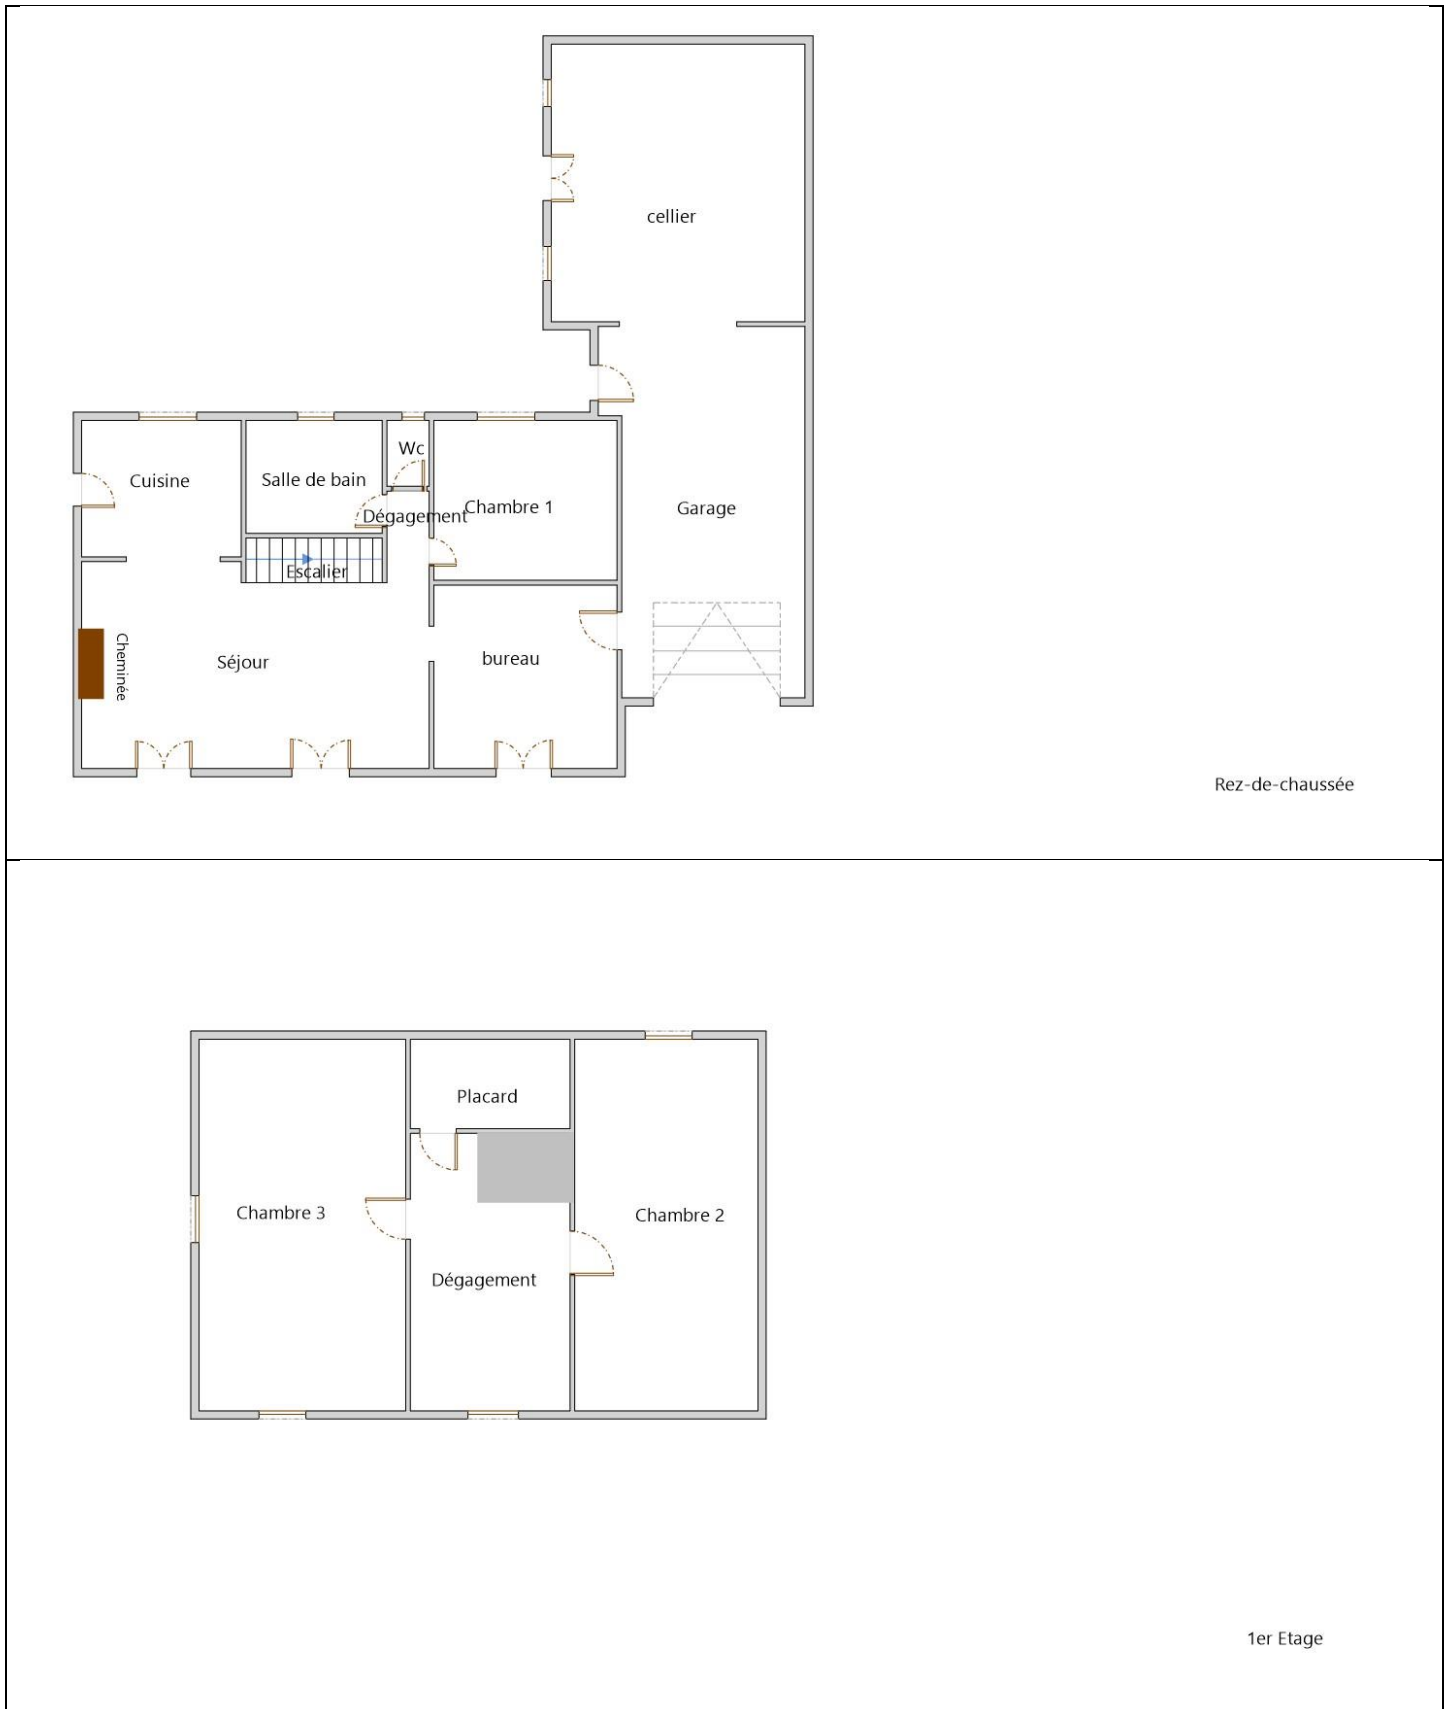 cellier
Wc
Cuisine
Salle de bain
Chambre 1
Garage
Dégagement
Escalier
Cheminée
Séjour
bureau
Rez-de-chaussée
Placard
Chambre 3
Chambre 2
Dégagement
1er Etage